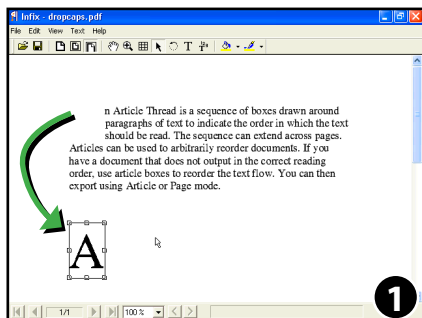 Infix - dropcaps.pdf
File Edit View Text Help
T
n Article Thread is a sequence of boxes drawn around
paragraphs of text to indicate the order in which the text
should be read. The sequence can extend across pages.
Articles can be used to arbitrarily reorder documents. If you
have a document that does not output in the correct reading
order, use article boxes to reorder the text flow. You can then
export using Article or Page mode.
A
1/1 100 %
1